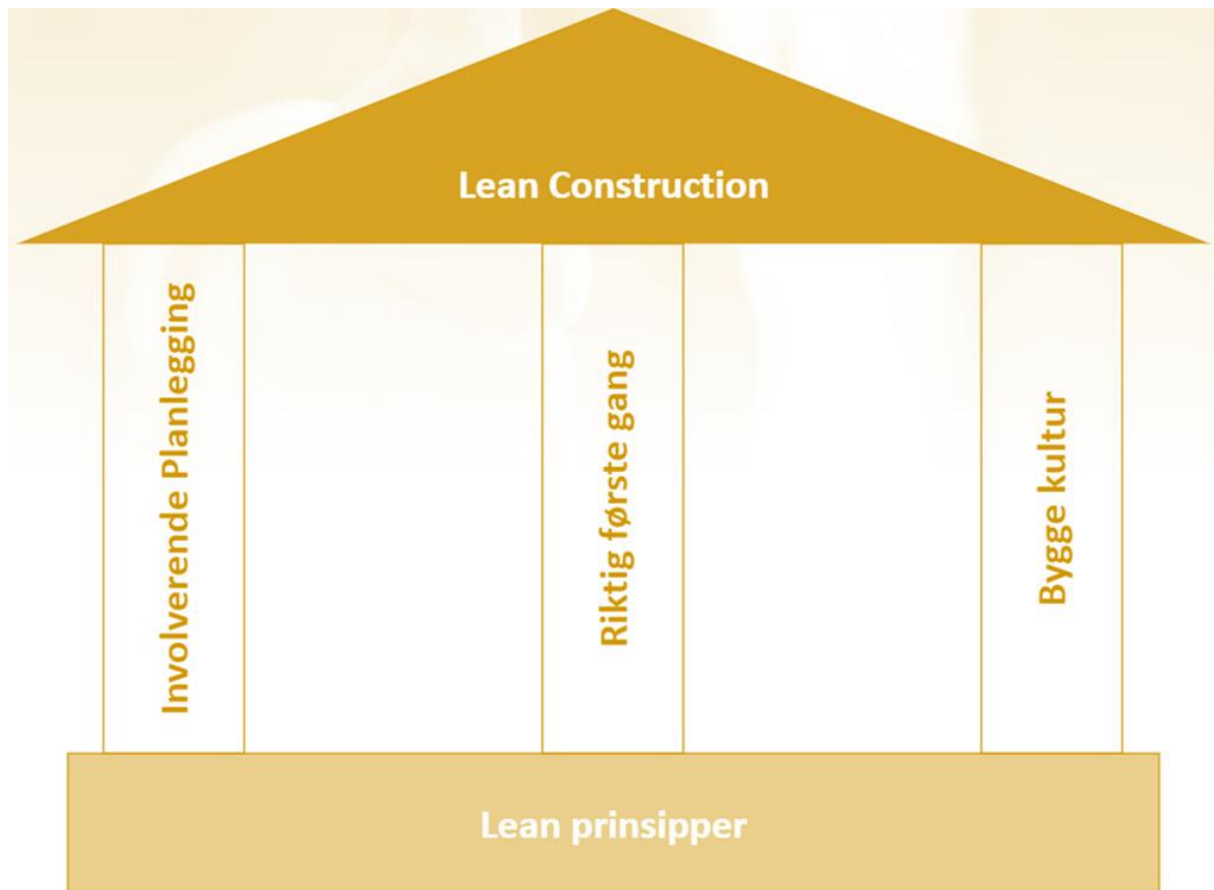 Lean Construction
Involverende Planlegging
Riktig første gang
Bygge kultur
Lean prinsipper